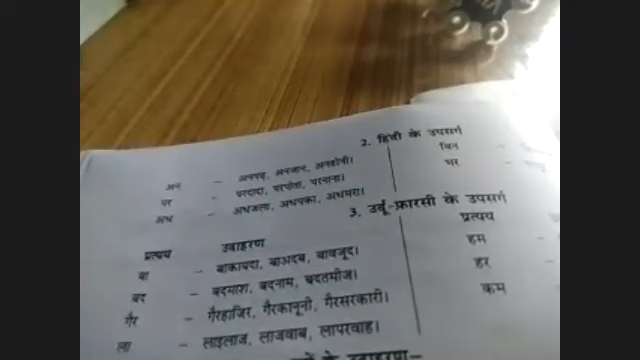 2. हिन्दी के उपसर्ग
अन – अनपढ़, अनजान, अनहोनी।
पर – परदादा, परपोता, परनाना।
अध – अधजला, अधपका, अधमरा।
बिन
भर
3. उर्दू-फ़ारसी के उपसर्ग
प्रत्यय उदाहरण
बा – बाकायदा, बाअदब, बावजूद।
बद – बदमाश, बदनाम, बदतमीज।
गैर – गैरहाजिर, गैरकानूनी, गैरसरकारी।
ला – लाइलाज, लाजवाब, लापरवाह।
प्रत्यय
हम
हर
कम
के उदाहरण–